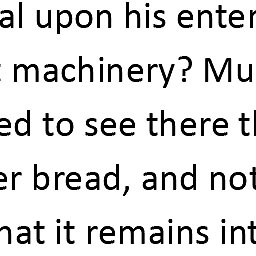 al upon his enter
machinery? Mu
ed to see there th
er bread, and not
hat it remains int